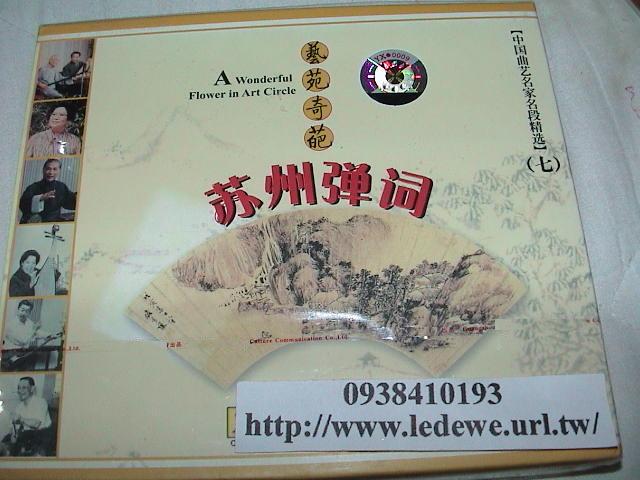 藝苑奇葩
A Wonderful
Flower in Art Circle
【中国曲艺名家名段精选】(七)
苏州弹词
Culture Communication Co.,Ltd.
0938410193
http://www.ledewe.url.tw/